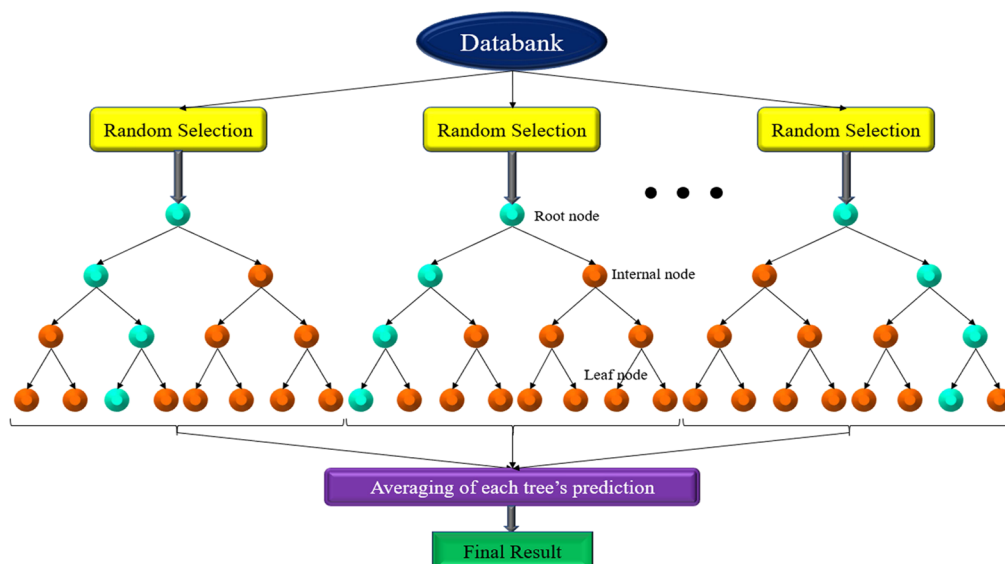 Databank
Random Selection
Random Selection
Random Selection
Root node
Internal node
Leaf node
Averaging of each tree's prediction
Final Result